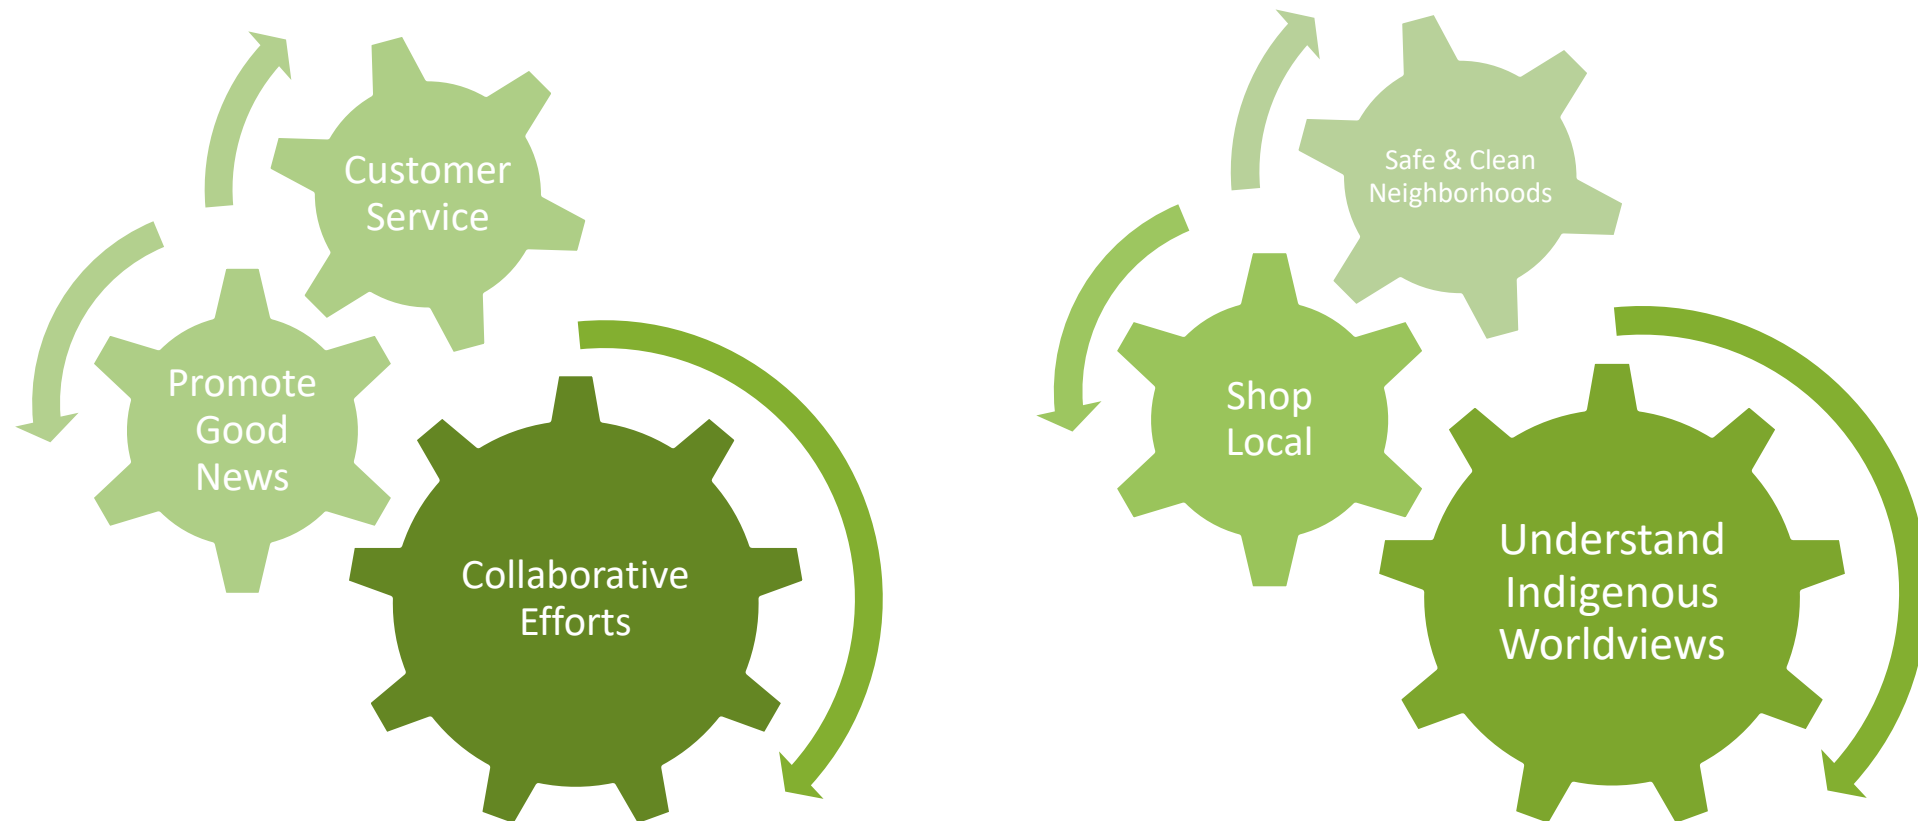 Customer
Service
Promote
Good
News
Collaborative
Efforts
Safe & Clean
Neighborhoods
Shop
Local
Understand
Indigenous
Worldviews